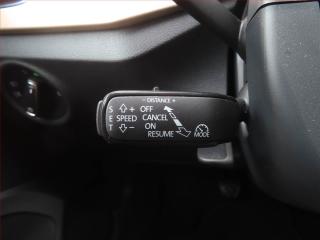 - DISTANCE +
S E T
+ OFF
SPEED CANCEL
- ON
RESUME
MODE